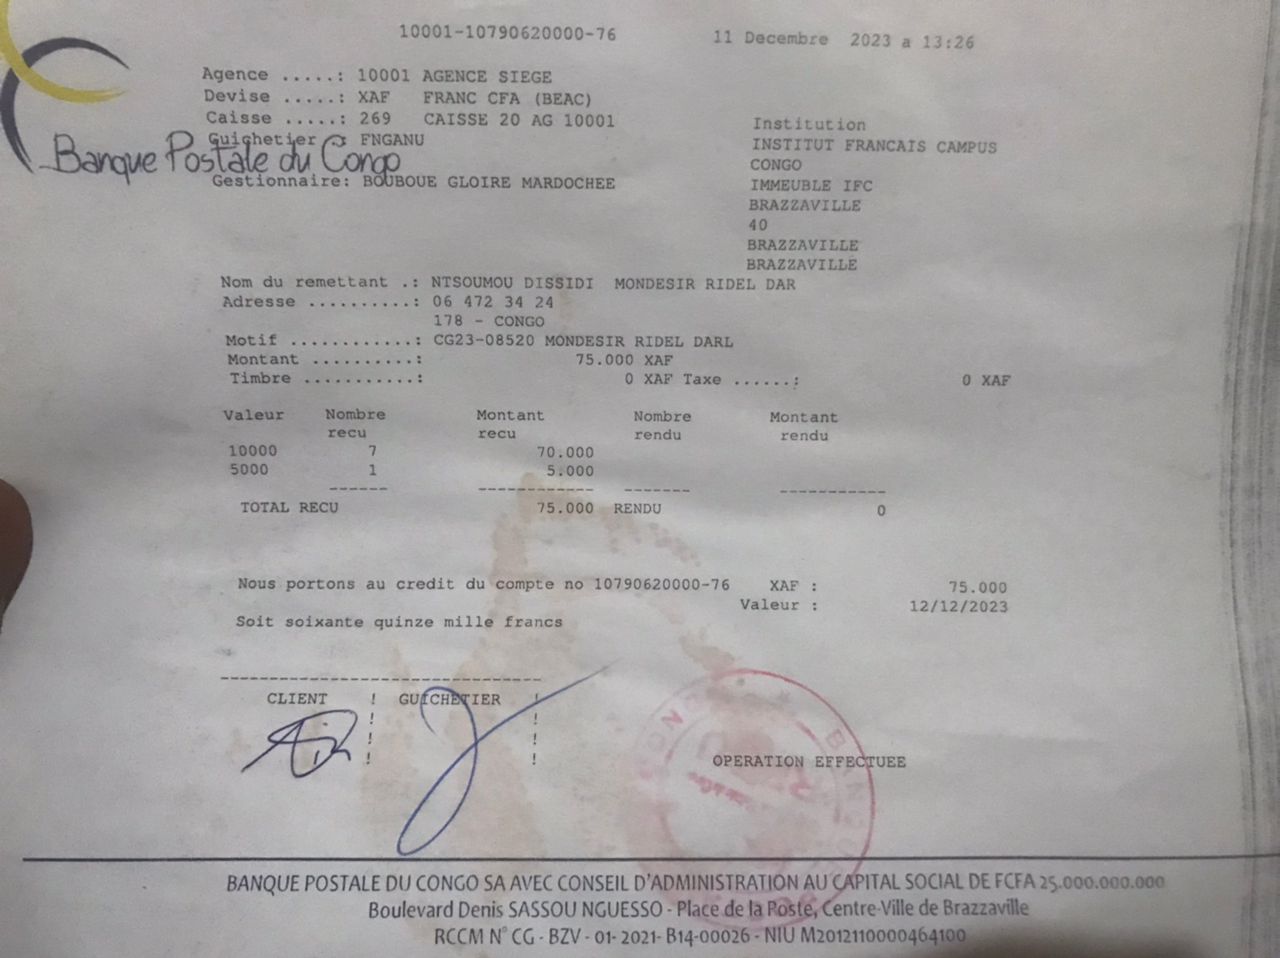 10001-10790620000-76 11 Decembre 2023 a 13:26
Agence .....: 10001 AGENCE SIEGE
Devise .....: XAF FRANC CFA (BEAC)
Caisse .....: 269 CAISSE 20 AG 10001
Guichetier : FNGANU
Banque Postale du Congo
Gestionnaire: BOUBOUE GLOIRE MARDOCHEE
Institution
INSTITUT FRANCAIS CAMPUS
CONGO
IMMEUBLE IFC
BRAZZAVILLE
40
BRAZZAVILLE
BRAZZAVILLE
Nom du remettant .: NTSOUMOU DISSIDI MONDESIR RIDEL DAR
Adresse ..........: 06 472 34 24
178 - CONGO
Motif ............: CG23-08520 MONDESIR RIDEL DARL
Montant ..........: 75.000 XAF
Timbre ...........: 0 XAF Taxe ......: 0 XAF
Valeur Nombre Montant Nombre Montant
recu recu rendu rendu
10000 7 70.000
5000 1 5.000
------ ------------ ------- -----------
TOTAL RECU 75.000 RENDU 0
Nous portons au credit du compte no 10790620000-76 XAF : 75.000
Valeur : 12/12/2023
Soit soixante quinze mille francs
---------------------------------
CLIENT ! GUICHETIER !
! !
! !
! !
OPERATION EFFECTUEE
BANQUE POSTALE DU CONGO SA AVEC CONSEIL D'ADMINISTRATION AU CAPITAL SOCIAL DE FCFA 25.000.000.000
Boulevard Denis SASSOU NGUESSO - Place de la Poste, Centre-Ville de Brazzaville
RCCM N° CG - BZV - 01- 2021- B14-00026 - NIU M2012110000464100